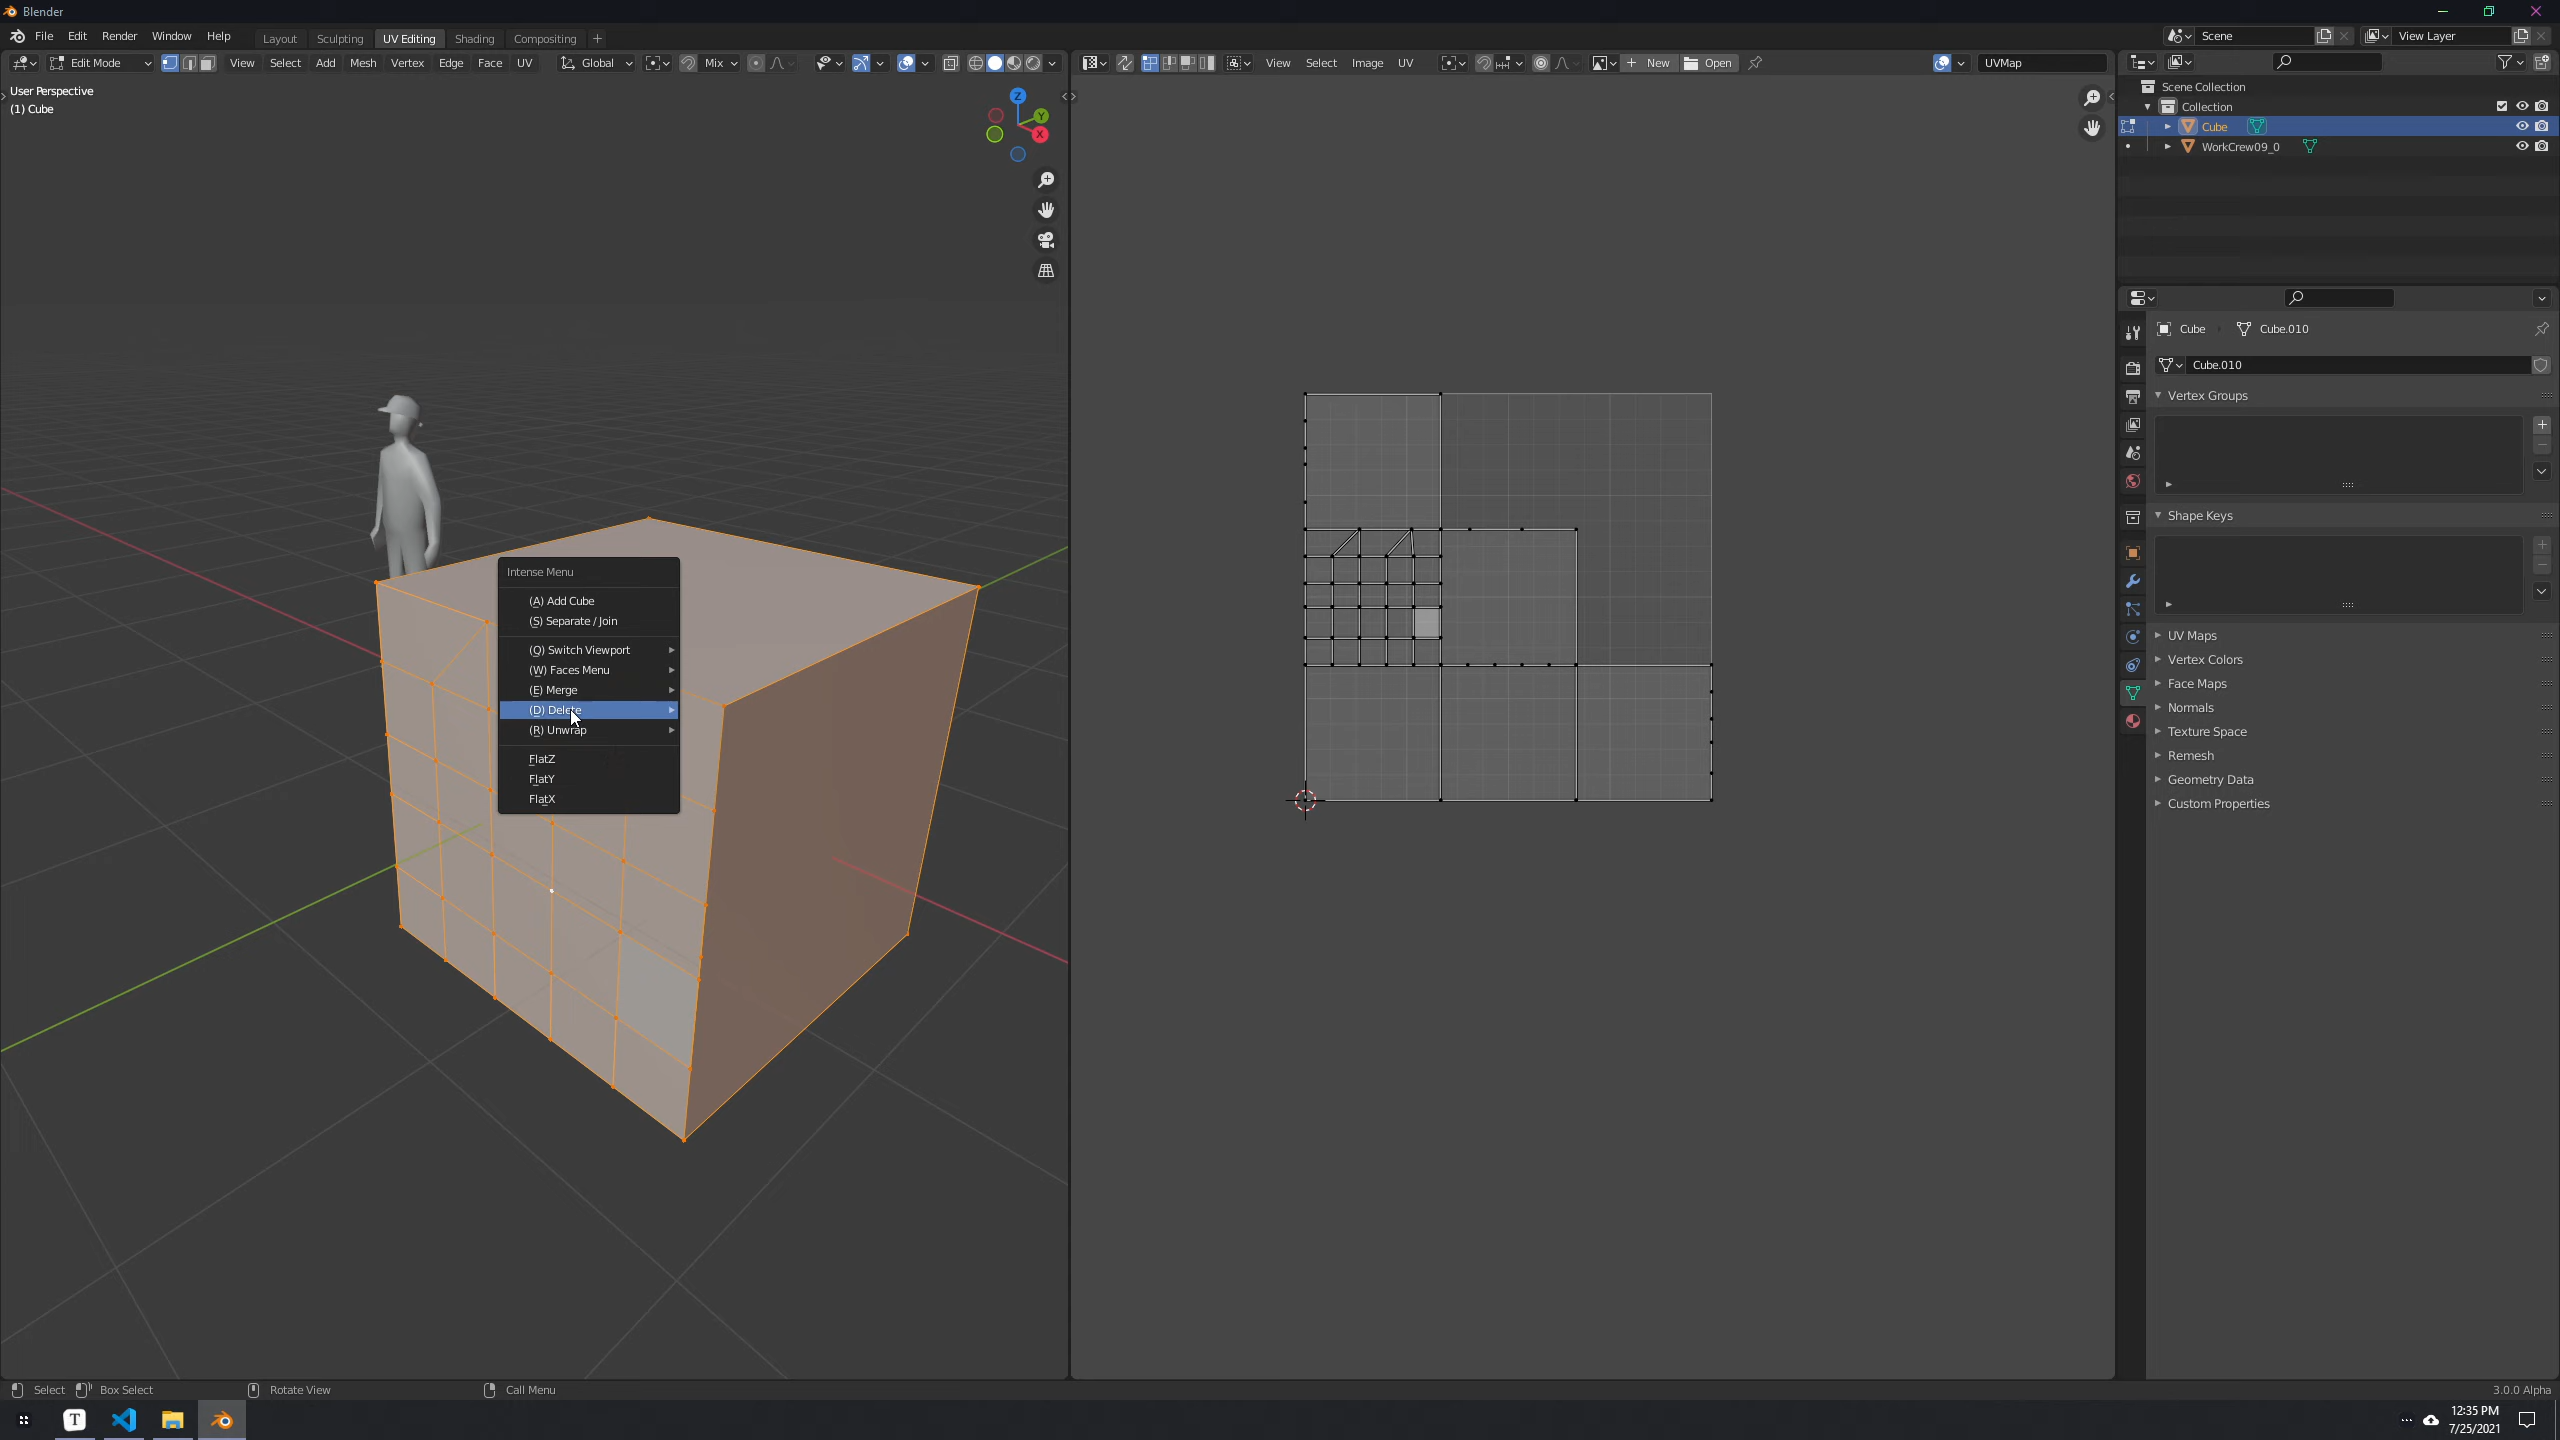 Blender
File Edit Render Window Help Layout Sculpting UV Editing Shading Compositing Scene View Layer
Edit Mode View Select Add Mesh Vertex Edge Face UV Global Mix View Select Image UV New Open UVMap
User Perspective
(1) Cube
Z
Y
X
Scene Collection
Collection
Cube
WorkCrew09_0
Cube Cube.010
Cube.010
Vertex Groups
Shape Keys
UV Maps
Vertex Colors
Face Maps
Normals
Texture Space
Remesh
Geometry Data
Custom Properties
Intense Menu
(A) Add Cube
(S) Separate / Join
(Q) Switch Viewport
(W) Faces Menu
(E) Merge
(D) Delete
(R) Unwrap
FlatZ
FlatY
FlatX
Select Box Select Rotate View Call Menu 3.0.0 Alpha
T
12:35 PM
7/25/2021